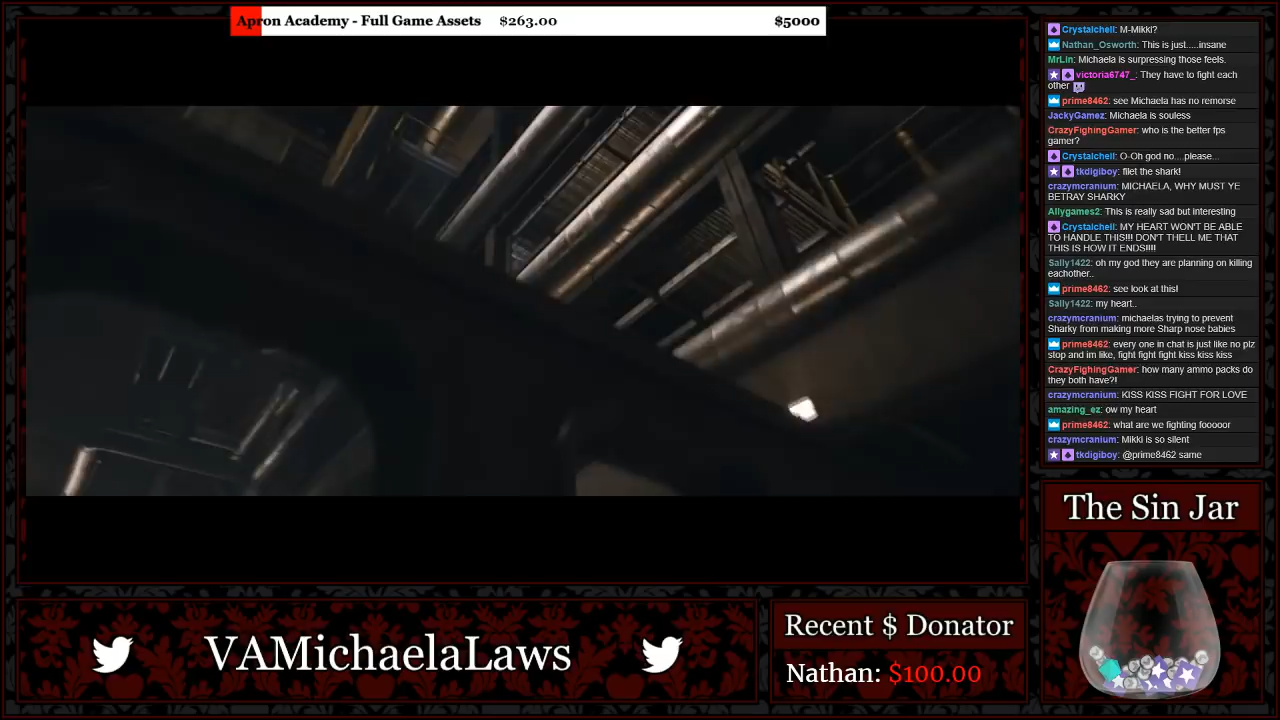 Apron Academy - Full Game Assets $263.00 $5000
Crystalchell: M-Mikki?
Nathan_Osworth: This is just.....insane
MrLin: Michaela is surpressing those feels.
victoria6747_: They have to fight each
other
prime8462: see Michaela has no remorse
JackyGamez: Michaela is souless
CrazyFighingGamer: who is the better fps
gamer?
Crystalchell: O-Oh god no....please...
tkdigiboy: filet the shark!
crazymcranium: MICHAELA, WHY MUST YE
BETRAY SHARKY
Allygames2: This is really sad but interesting
Crystalchell: MY HEART WON'T BE ABLE
TO HANDLE THIS!!! DON'T THELL ME THAT
THIS IS HOW IT ENDS!!!!
Sally1422: oh my god they are planning on killing
eachother..
prime8462: see look at this!
Sally1422: my heart..
crazymcranium: michaelas trying to prevent
Sharky from making more Sharp nose babies
prime8462: every one in chat is just like no plz
stop and im like, fight fight fight kiss kiss kiss
CrazyFighingGamer: how many ammo packs do
they both have?!
crazymcranium: KISS KISS FIGHT FOR LOVE
amazing_ez: ow my heart
prime8462: what are we fighting fooooor
crazymcranium: Mikki is so silent
tkdigiboy: @prime8462 same
The Sin Jar
VAMichaelaLaws
Recent $ Donator
Nathan: $100.00